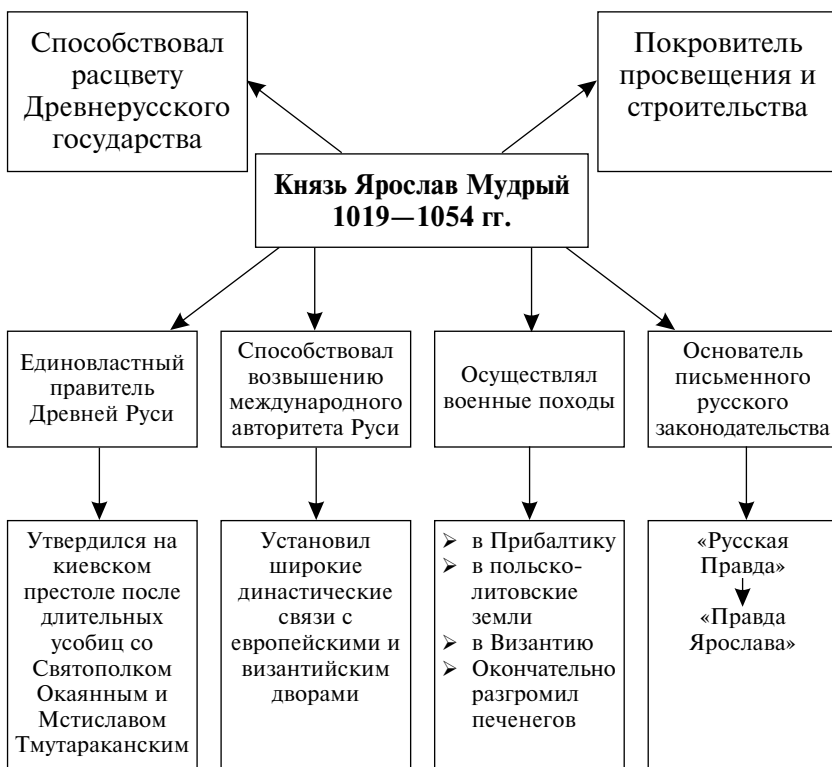 Способствовал
расцвету
Древнерусского
государства
Покровитель
просвещения и
строительства
Князь Ярослав Мудрый
1019—1054 гг.
Единовластный
правитель
Древней Руси
Способствовал
возвышению
международного
авторитета Руси
Осуществлял
военные походы
Основатель
письменного
русского
законодательства
Утвердился на
киевском
престоле после
длительных
усобиц со
Святополком
Окаянным и
Мстиславом
Тмутараканским
Установил
широкие
династические
связи с
европейскими и
византийским
дворами
➢ в Прибалтику
➢ в польско-
литовские
земли
➢ в Византию
➢ Окончательно
разгромил
печенегов
«Русская
Правда»
«Правда
Ярослава»